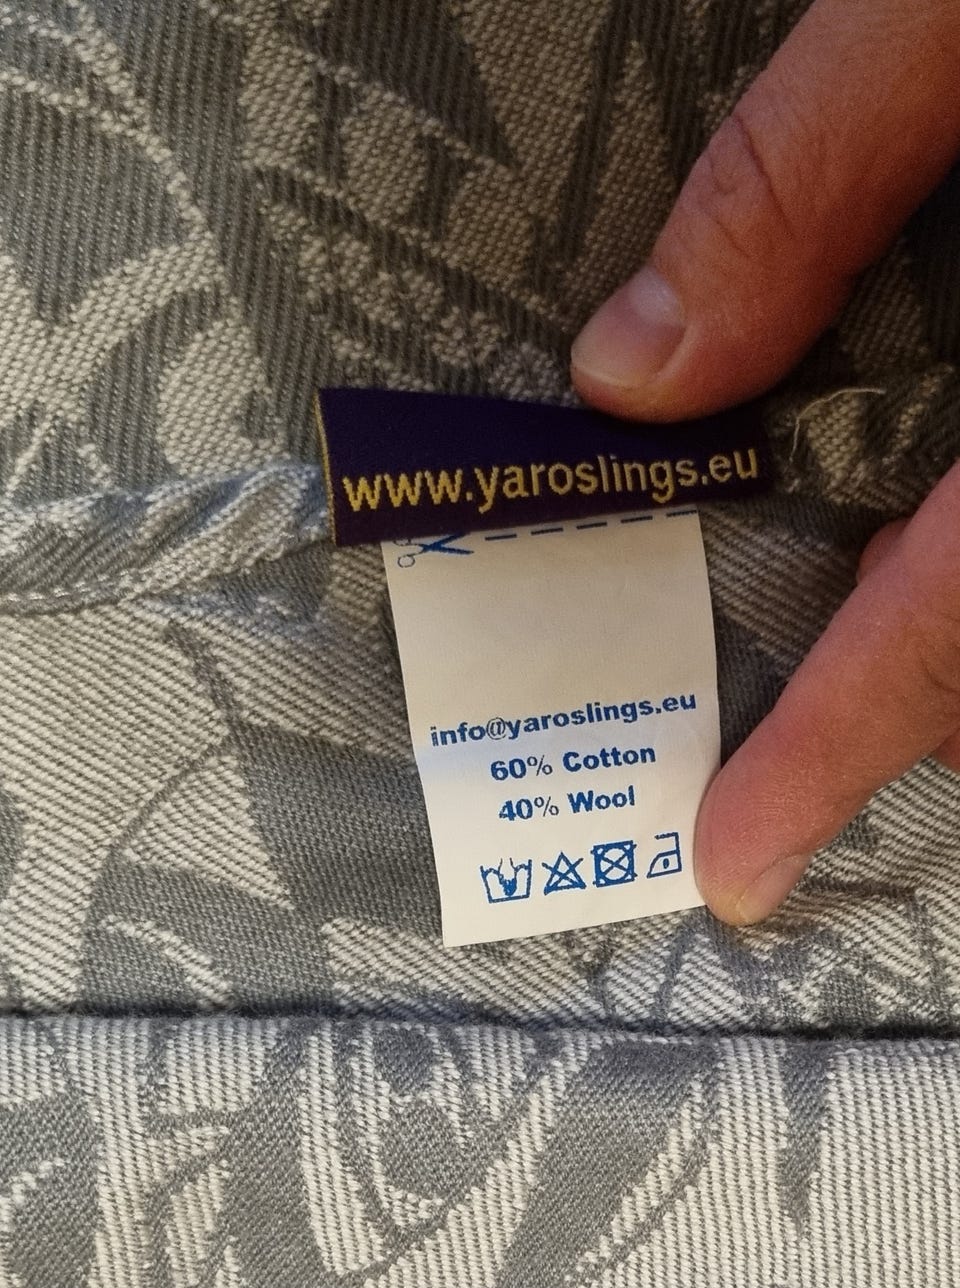 www.yaroslings.eu
info@yaroslings.eu
60% Cotton
40% Wool